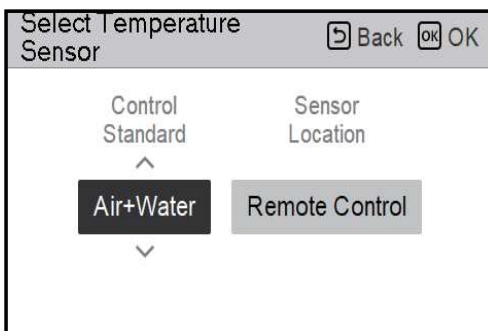 Select Temperature
Sensor
Back OK OK
Control
Standard
Sensor
Location
Air+Water
Remote Control